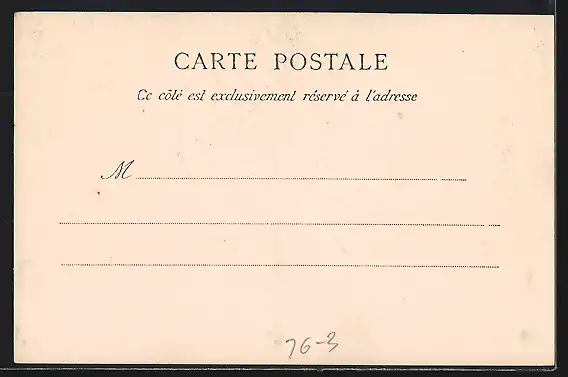 CARTE POSTALE
Ce côté est exclusivement réservé à l'adresse
M
76-3